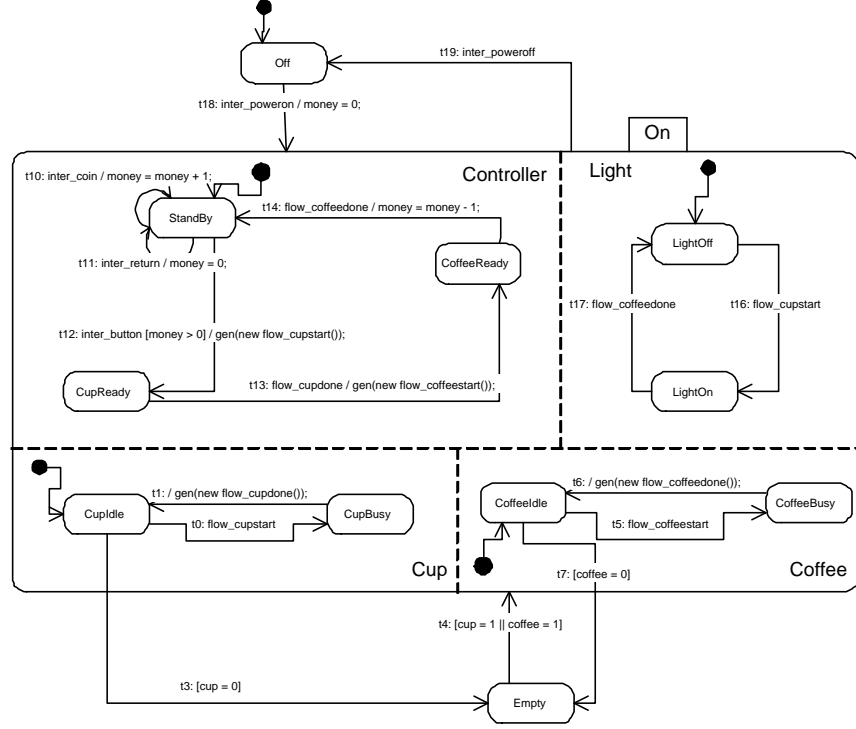 Off
t19: inter_poweroff
t18: inter_poweron / money = 0;
On
Controller
Light
t10: inter_coin / money = money + 1;
StandBy
t14: flow_coffeedone / money = money - 1;
t11: inter_return / money = 0;
CoffeeReady
LightOff
t17: flow_coffeedone
t16: flow_cupstart
t12: inter_button [money > 0] / gen(new flow_cupstart());
CupReady
t13: flow_cupdone / gen(new flow_coffeestart());
LightOn
t1: / gen(new flow_cupdone());
CupIdle
CupBusy
t0: flow_cupstart
t6: / gen(new flow_coffeedone());
CoffeeIdle
CoffeeBusy
t5: flow_coffeestart
Cup
t7: [coffee = 0]
Coffee
t4: [cup = 1 || coffee = 1]
t3: [cup = 0]
Empty